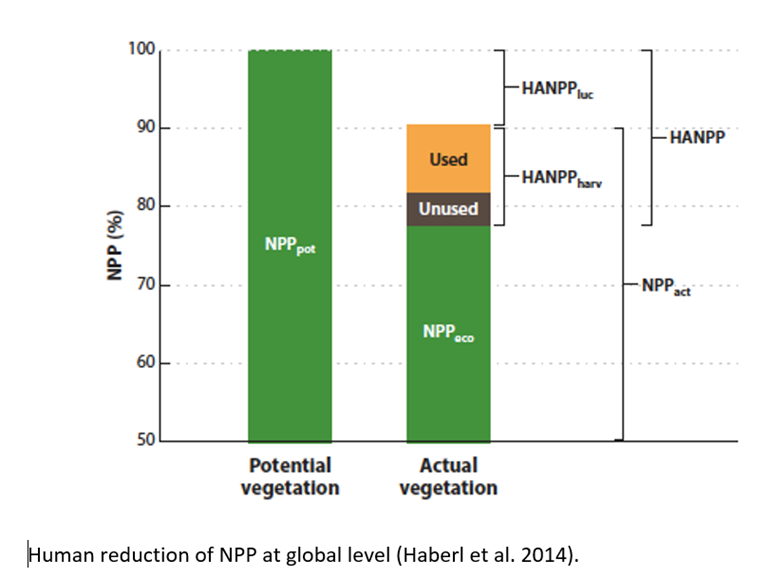 100
HANPPluc
90
HANPP
Used
HANPPharv
80
Unused
NPP (%)
NPPpot
70
NPPact
NPPeco
60
50
Potential
vegetation
Actual
vegetation
Human reduction of NPP at global level (Haberl et al. 2014).